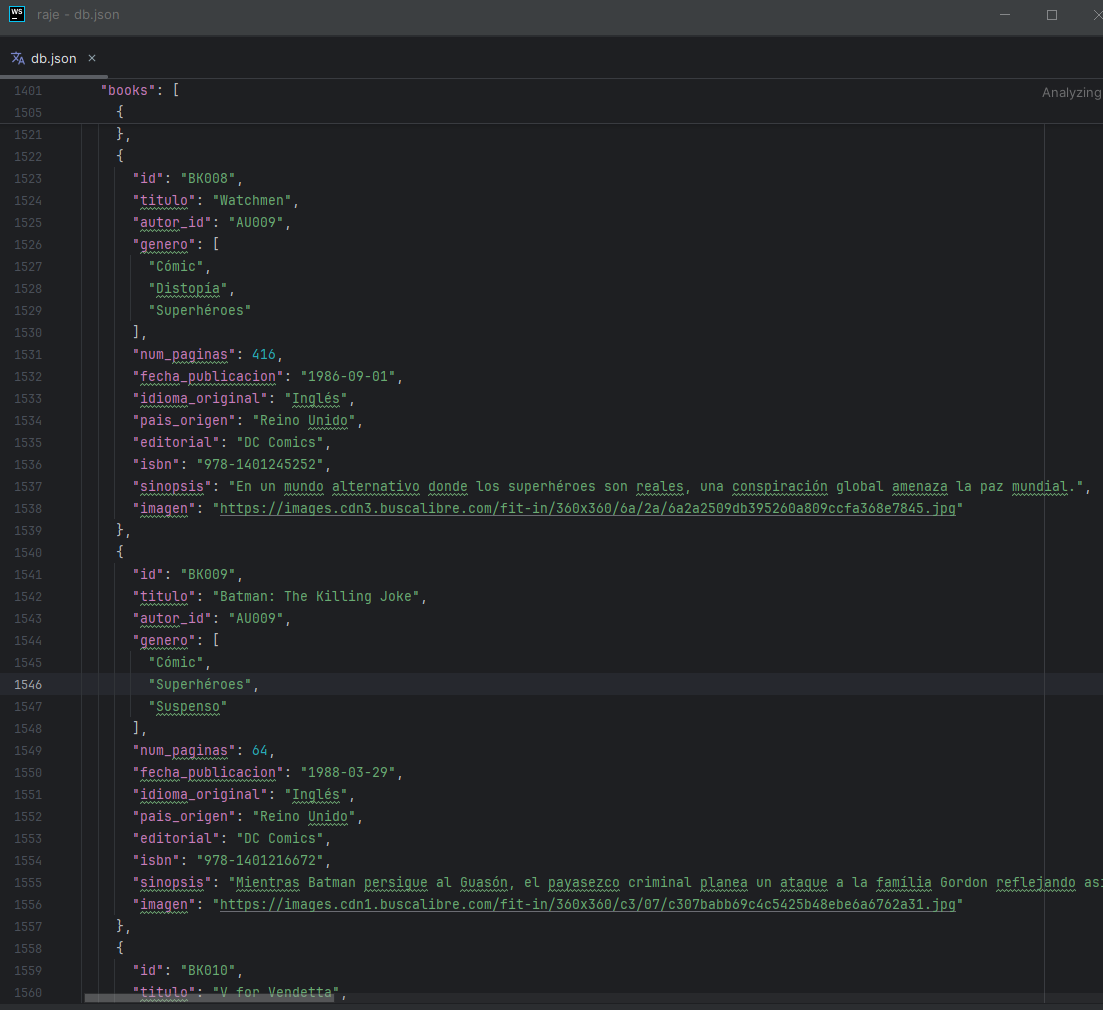 WS raje – db.json
db.json ×
Analyzing
1401 "books": [
1505 {
1521 },
1522 {
1523 "id": "BK008",
1524 "titulo": "Watchmen",
1525 "autor_id": "AU009",
1526 "genero": [
1527 "Cómic",
1528 "Distopia",
1529 "Superhéroes"
1530 ],
1531 "num_paginas": 416,
1532 "fecha_publicacion": "1986-09-01",
1533 "idioma_original": "Inglés",
1534 "pais_origen": "Reino Unido",
1535 "editorial": "DC Comics",
1536 "isbn": "978-1401245252",
1537 "sinopsis": "En un mundo alternativo donde los superhéroes son reales, una conspiración global amenaza la paz mundial.",
1538 "imagen": "https://images.cdn3.buscalibre.com/fit-in/360x360/6a/2a/6a2a2509db395260a809ccfa368e7845.jpg"
1539 },
1540 {
1541 "id": "BK009",
1542 "titulo": "Batman: The Killing Joke",
1543 "autor_id": "AU009",
1544 "genero": [
1545 "Cómic",
1546 "Superhéroes",
1547 "Suspenso"
1548 ],
1549 "num_paginas": 64,
1550 "fecha_publicacion": "1988-03-29",
1551 "idioma_original": "Inglés",
1552 "pais_origen": "Reino Unido",
1553 "editorial": "DC Comics",
1554 "isbn": "978-1401216672",
1555 "sinopsis": "Mientras Batman persigue al Guasón, el payasezco criminal planea un ataque a la familia Gordon reflejando así
1556 "imagen": "https://images.cdn1.buscalibre.com/fit-in/360x360/c3/07/c307babb69c4c5425b48ebe6a6762a31.jpg"
1557 },
1558 {
1559 "id": "BK010",
1560 "titulo": "V for Vendetta",